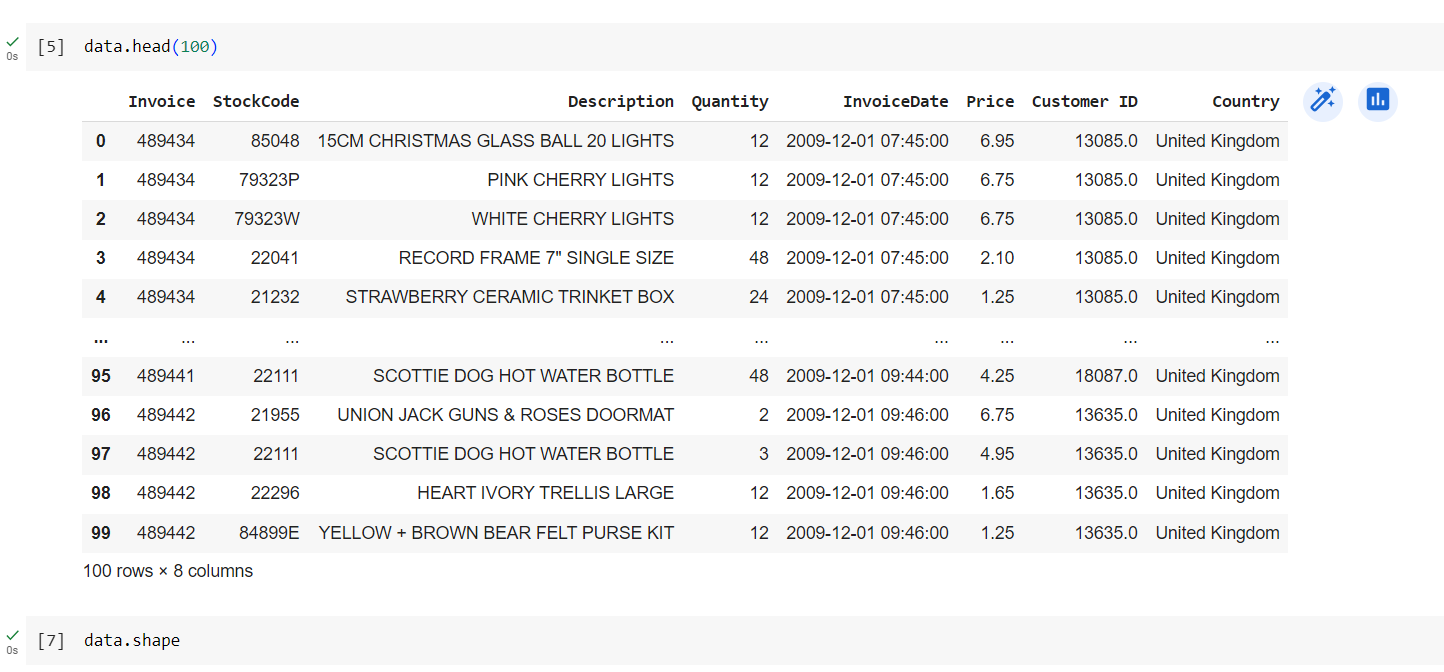 [5] data.head(100)
0s
Invoice StockCode Description Quantity InvoiceDate Price Customer ID Country
0 489434 85048 15CM CHRISTMAS GLASS BALL 20 LIGHTS 12 2009-12-01 07:45:00 6.95 13085.0 United Kingdom
1 489434 79323P PINK CHERRY LIGHTS 12 2009-12-01 07:45:00 6.75 13085.0 United Kingdom
2 489434 79323W WHITE CHERRY LIGHTS 12 2009-12-01 07:45:00 6.75 13085.0 United Kingdom
3 489434 22041 RECORD FRAME 7" SINGLE SIZE 48 2009-12-01 07:45:00 2.10 13085.0 United Kingdom
4 489434 21232 STRAWBERRY CERAMIC TRINKET BOX 24 2009-12-01 07:45:00 1.25 13085.0 United Kingdom
... ... ... ... ... ... ... ... ...
95 489441 22111 SCOTTIE DOG HOT WATER BOTTLE 48 2009-12-01 09:44:00 4.25 18087.0 United Kingdom
96 489442 21955 UNION JACK GUNS & ROSES DOORMAT 2 2009-12-01 09:46:00 6.75 13635.0 United Kingdom
97 489442 22111 SCOTTIE DOG HOT WATER BOTTLE 3 2009-12-01 09:46:00 4.95 13635.0 United Kingdom
98 489442 22296 HEART IVORY TRELLIS LARGE 12 2009-12-01 09:46:00 1.65 13635.0 United Kingdom
99 489442 84899E YELLOW + BROWN BEAR FELT PURSE KIT 12 2009-12-01 09:46:00 1.25 13635.0 United Kingdom
100 rows × 8 columns
[7] data.shape
0s